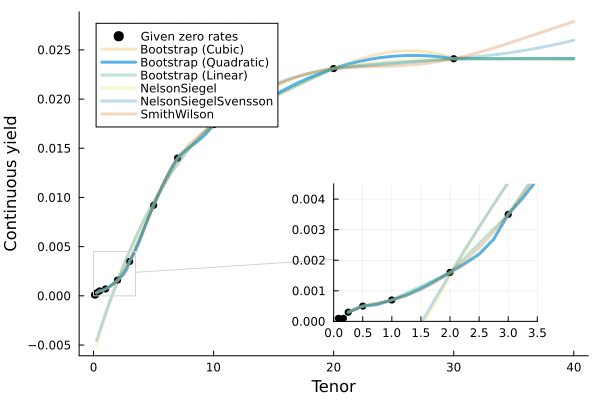 Continuous yield
0.025
0.020
0.015
0.010
0.005
0.000
−0.005
Given zero rates
Bootstrap (Cubic)
Bootstrap (Quadratic)
Bootstrap (Linear)
NelsonSiegel
NelsonSiegelSvensson
SmithWilson
0.004
0.003
0.002
0.001
0.000
0.0 0.5 1.0 1.5 2.0 2.5 3.0 3.5
0 10 20 30 40
Tenor